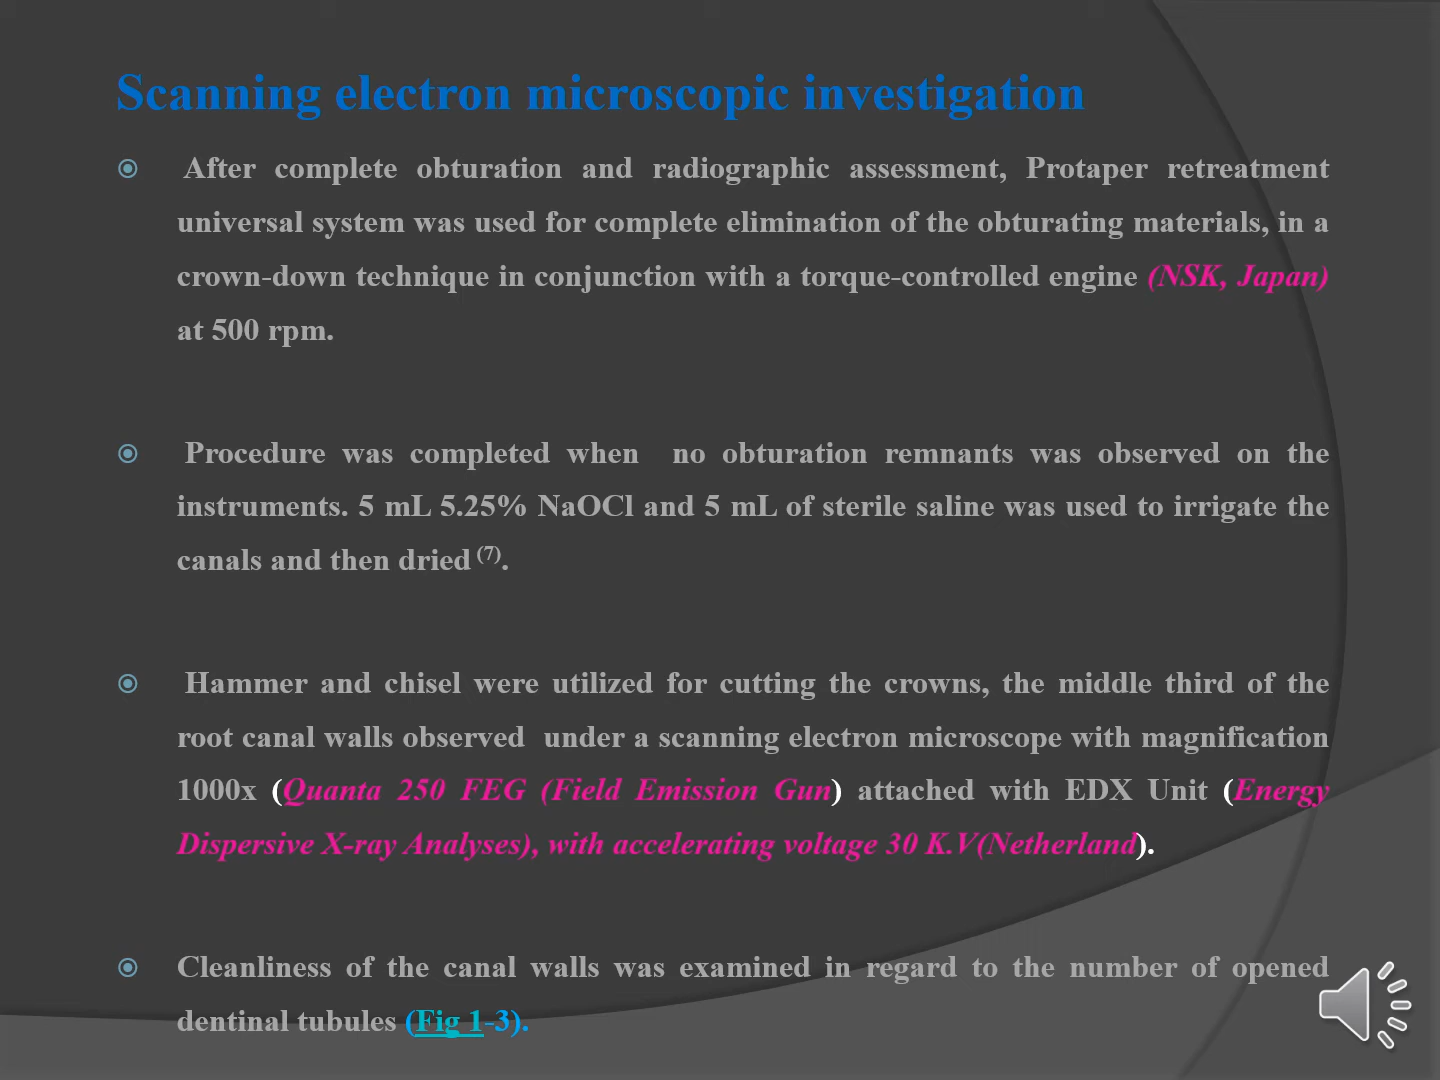 Scanning electron microscopic investigation
After complete obturation and radiographic assessment, Protaper retreatment
universal system was used for complete elimination of the obturating materials, in a
crown-down technique in conjunction with a torque-controlled engine (NSK, Japan)
at 500 rpm.
Procedure was completed when no obturation remnants was observed on the
instruments. 5 mL 5.25% NaOCl and 5 mL of sterile saline was used to irrigate the
canals and then dried (7).
Hammer and chisel were utilized for cutting the crowns, the middle third of the
root canal walls observed under a scanning electron microscope with magnification
1000x (Quanta 250 FEG (Field Emission Gun) attached with EDX Unit (Energy
Dispersive X-ray Analyses), with accelerating voltage 30 K.V(Netherland).
Cleanliness of the canal walls was examined in regard to the number of opened
dentinal tubules (Fig 1-3).